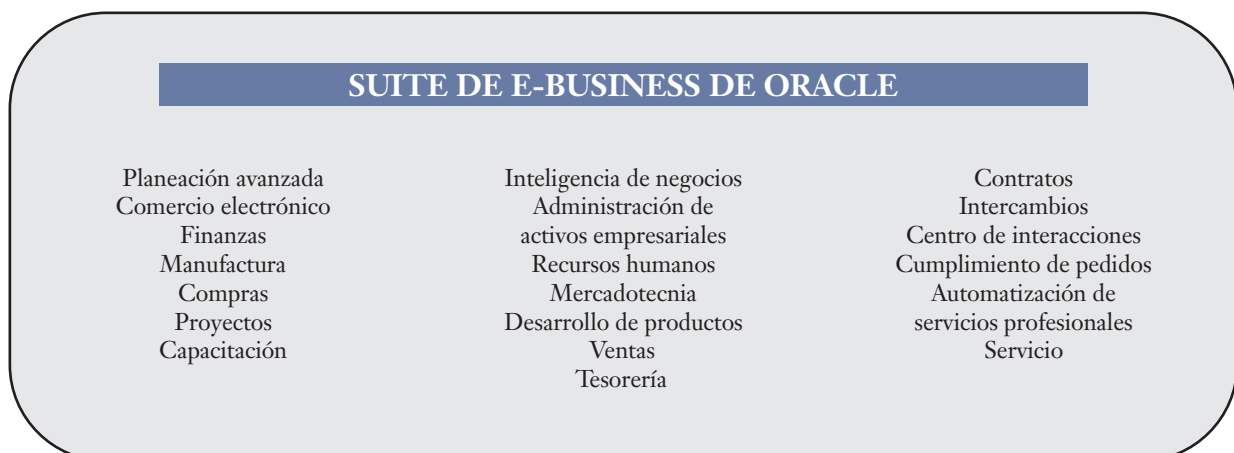 SUITE DE E-BUSINESS DE ORACLE
Planeación avanzada
Comercio electrónico
Finanzas
Manufactura
Compras
Proyectos
Capacitación
Inteligencia de negocios
Administración de
activos empresariales
Recursos humanos
Mercadotecnia
Desarrollo de productos
Ventas
Tesorería
Contratos
Intercambios
Centro de interacciones
Cumplimiento de pedidos
Automatización de
servicios profesionales
Servicio